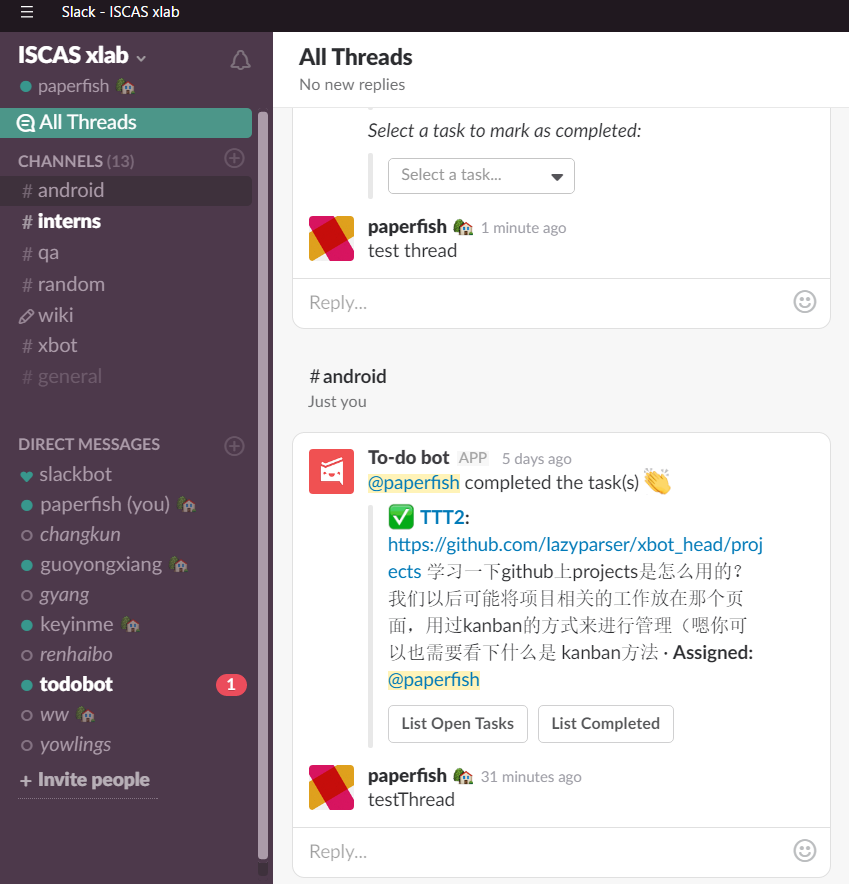 Slack - ISCAS xlab
ISCAS xlab
paperfish
All Threads
CHANNELS (13)
# android
# interns
# qa
# random
wiki
# xbot
# general
DIRECT MESSAGES
slackbot
paperfish (you)
changkun
guoyongxiang
gyang
keyinme
renhaibo
todobot 1
ww
yowlings
+ Invite people
All Threads
No new replies
Select a task to mark as completed:
Select a task...
paperfish 1 minute ago
test thread
Reply...
#android
Just you
To-do bot APP 5 days ago
@paperfish completed the task(s)
TTT2:
https://github.com/lazyparser/xbot_head/proj
ects 学习一下github上projects是怎么用的？
我们以后可能将项目相关的工作放在那个页
面，用过kanban的方式来进行管理（嗯你可
以也需要看下什么是 kanban方法 · Assigned:
@paperfish
List Open Tasks List Completed
paperfish 31 minutes ago
testThread
Reply...